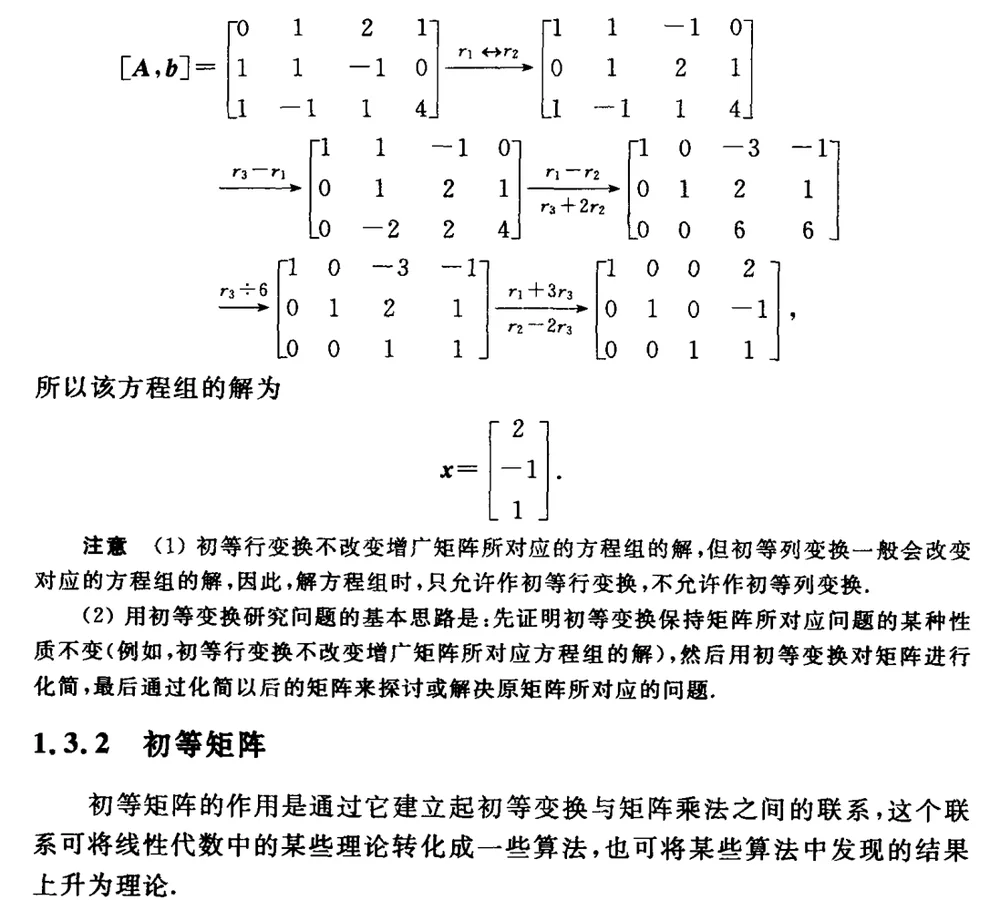 [A,b]= [0 1 2 1; 1 1 −1 0; 1 −1 1 4] r₁↔r₂→ [1 1 −1 0; 0 1 2 1; 1 −1 1 4]
r₃−r₁→ [1 1 −1 0; 0 1 2 1; 0 −2 2 4] r₁−r₂ r₃+2r₂→ [1 0 −3 −1; 0 1 2 1; 0 0 6 6]
r₃÷6→ [1 0 −3 −1; 0 1 2 1; 0 0 1 1] r₁+3r₃ r₂−2r₃→ [1 0 0 2; 0 1 0 −1; 0 0 1 1],
所以该方程组的解为
x= [2; −1; 1].
注意 (1) 初等行变换不改变增广矩阵所对应的方程组的解,但初等列变换一般会改变
对应的方程组的解,因此,解方程组时,只允许作初等行变换,不允许作初等列变换.
(2) 用初等变换研究问题的基本思路是:先证明初等变换保持矩阵所对应问题的某种性
质不变(例如,初等行变换不改变增广矩阵所对应方程组的解),然后用初等变换对矩阵进行
化简,最后通过化简以后的矩阵来探讨或解决原矩阵所对应的问题.
1.3.2 初等矩阵
初等矩阵的作用是通过它建立起初等变换与矩阵乘法之间的联系,这个联
系可将线性代数中的某些理论转化成一些算法,也可将某些算法中发现的结果
上升为理论.